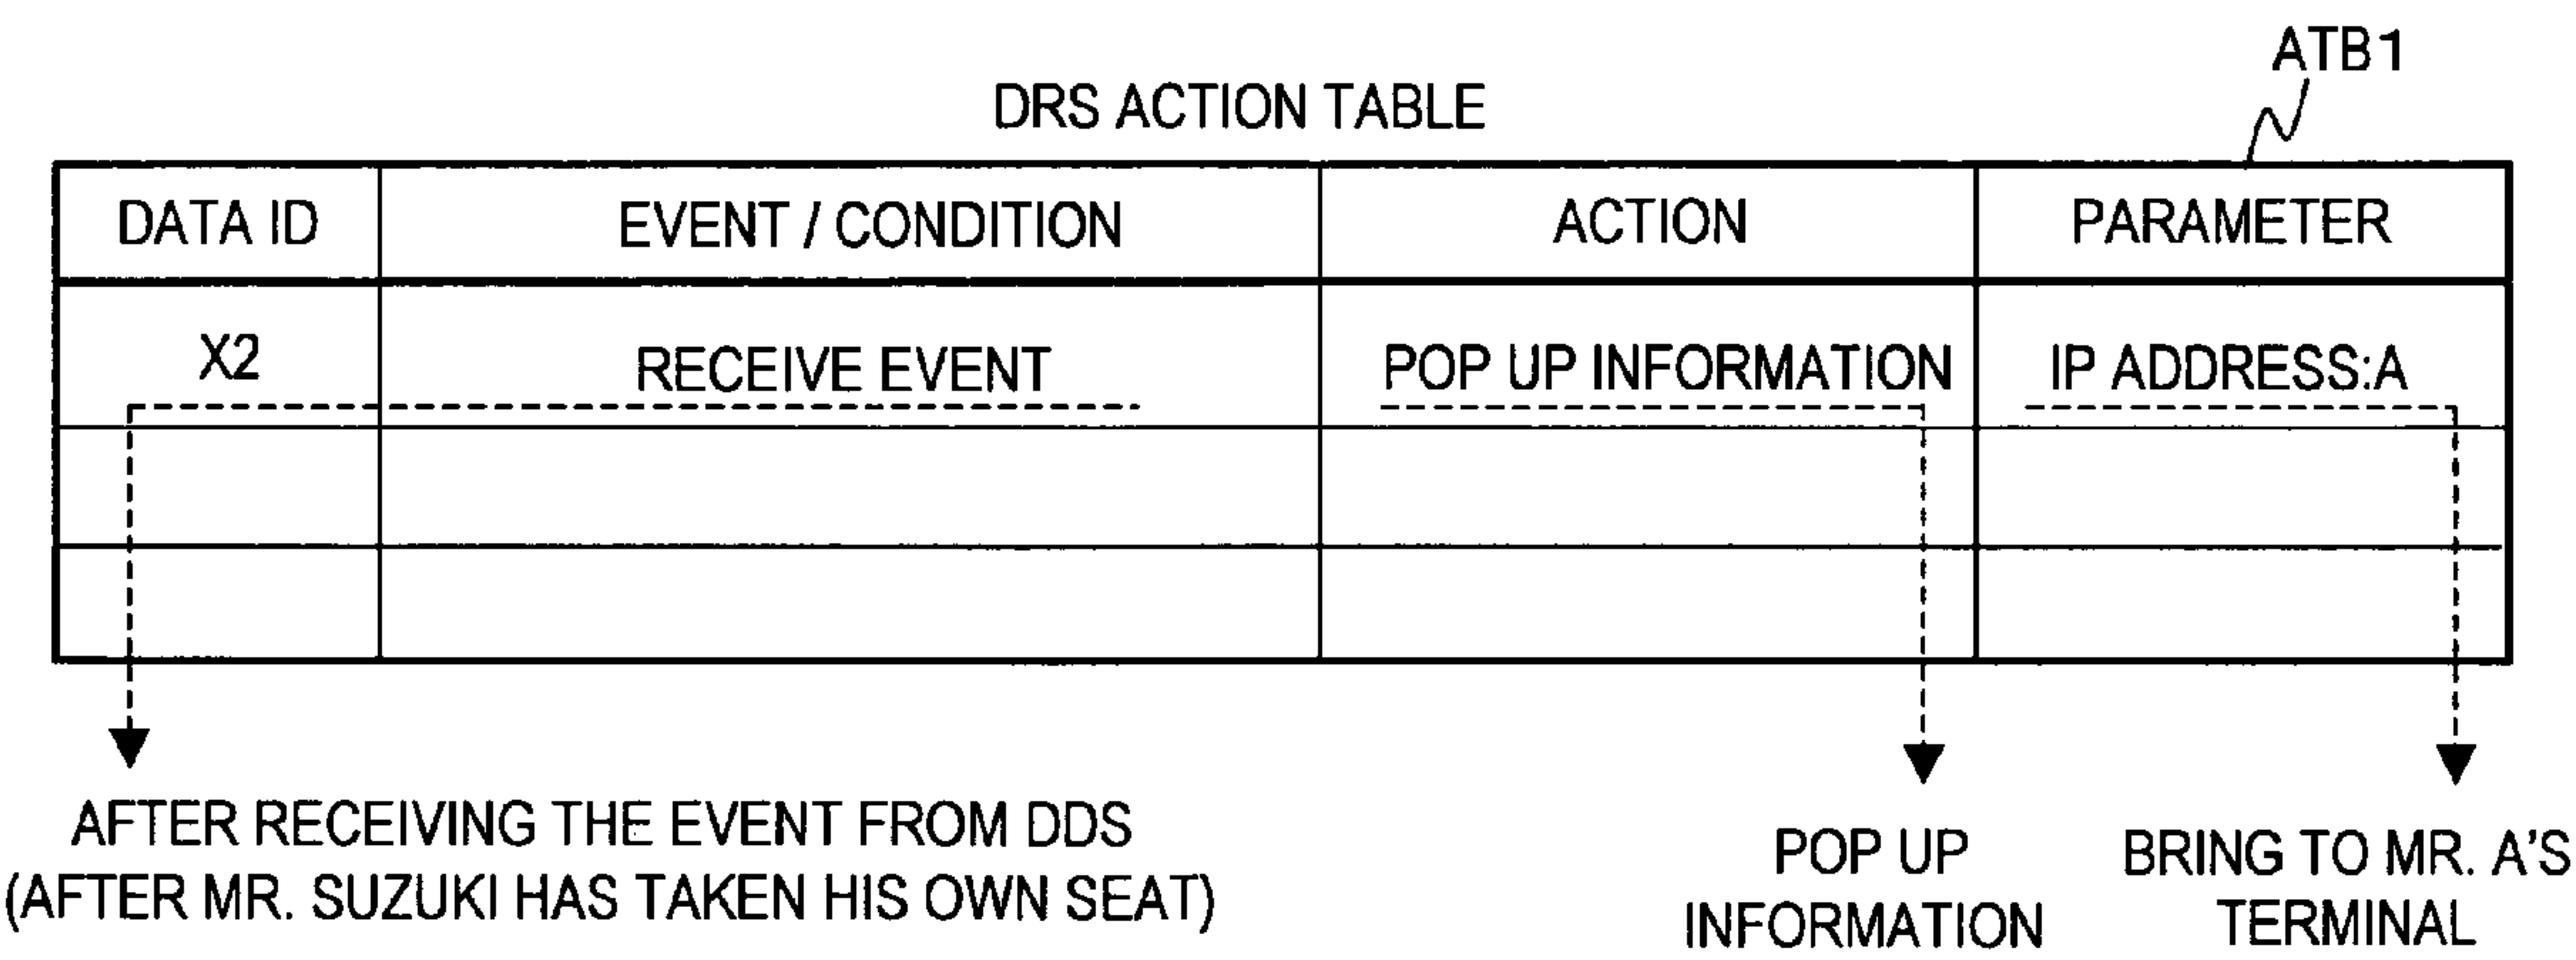 ATB1
DRS ACTION TABLE
DATA ID EVENT / CONDITION ACTION PARAMETER
X2 RECEIVE EVENT POP UP INFORMATION IP ADDRESS:A
AFTER RECEIVING THE EVENT FROM DDS
(AFTER MR. SUZUKI HAS TAKEN HIS OWN SEAT)
POP UP
INFORMATION
BRING TO MR. A'S
TERMINAL